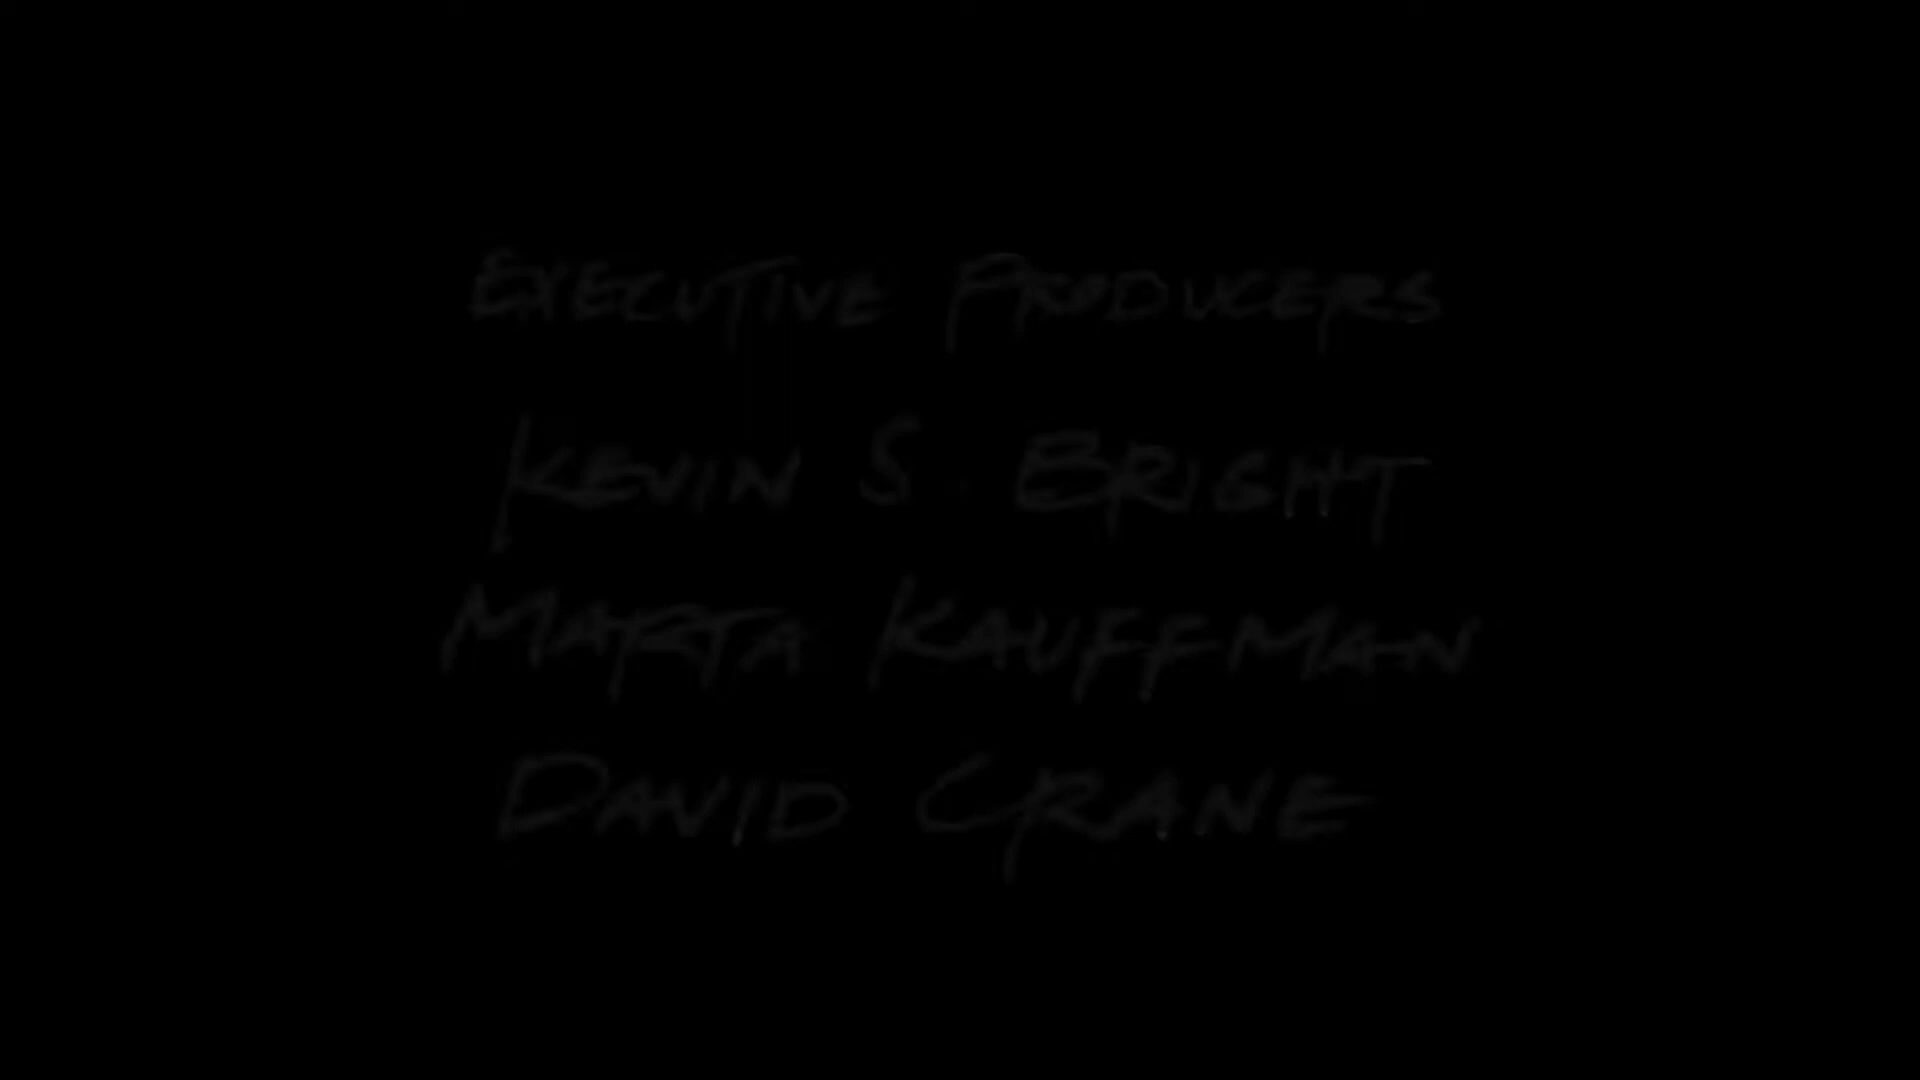 EXECUTIVE PRODUCERS
KEVIN S. BRIGHT
MARTA KAUFFMAN
DAVID CRANE